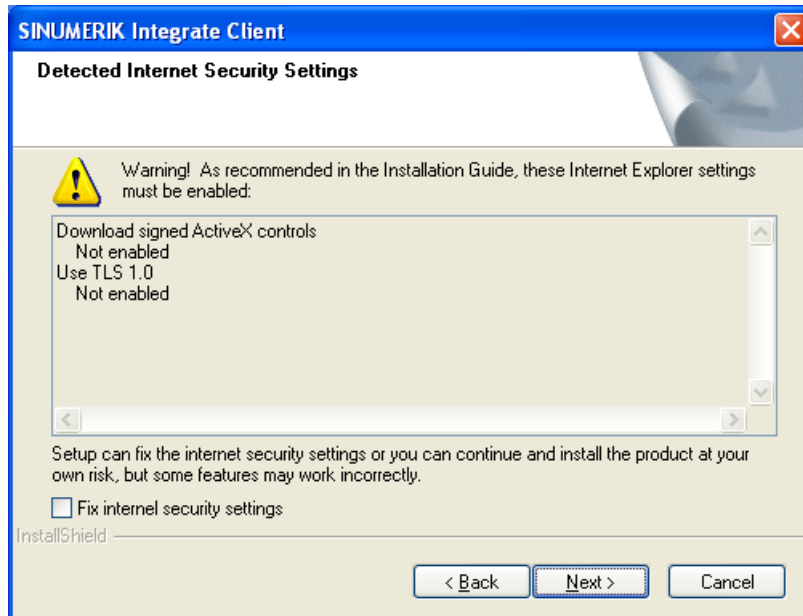 SINUMERIK Integrate Client
Detected Internet Security Settings
Warning! As recommended in the Installation Guide, these Internet Explorer settings
must be enabled:
Download signed ActiveX controls
Not enabled
Use TLS 1.0
Not enabled
Setup can fix the internet security settings or you can continue and install the product at your
own risk, but some features may work incorrectly.
Fix internel security settings
InstallShield
< Back
Next >
Cancel